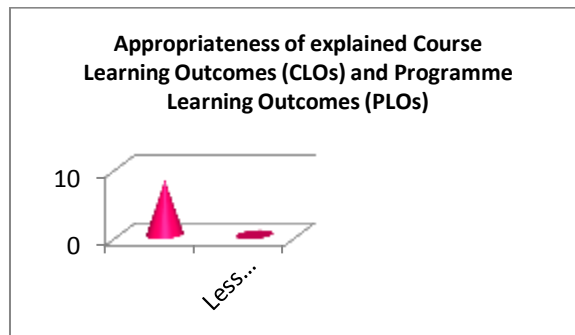 Appropriateness of explained Course
Learning Outcomes (CLOs) and Programme
Learning Outcomes (PLOs)
10
0
Less...